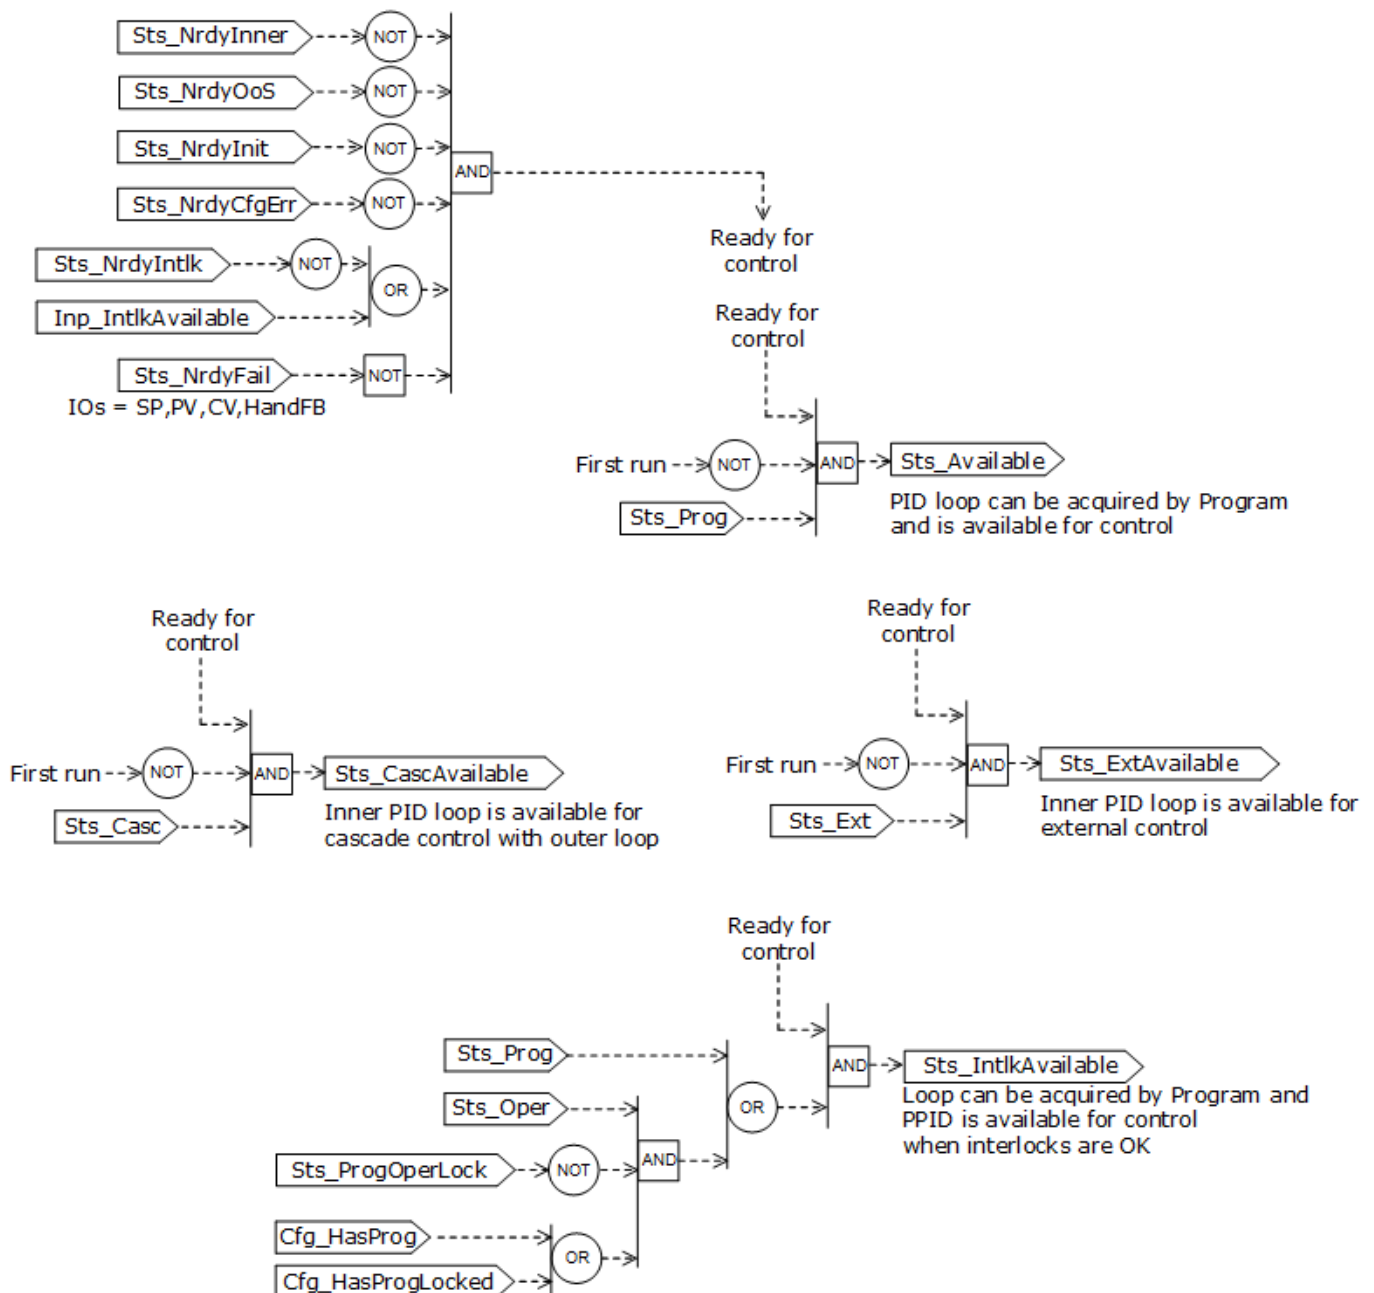 Sts_NrdyInner
NOT
Sts_NrdyOoS
NOT
Sts_NrdyInit
NOT
AND
Sts_NrdyCfgErr
NOT
Ready for
control
Sts_NrdyIntlk
NOT
OR
Inp_IntlkAvailable
Sts_NrdyFail
NOT
IOs = SP,PV,CV,HandFB
Ready for
control
First run
NOT
AND
Sts_Available
Sts_Prog
PID loop can be acquired by Program
and is available for control
Ready for
control
First run
NOT
AND
Sts_CascAvailable
Sts_Casc
Inner PID loop is available for
cascade control with outer loop
Ready for
control
First run
NOT
AND
Sts_ExtAvailable
Sts_Ext
Inner PID loop is available for
external control
Ready for
control
Sts_Prog
AND
Sts_IntlkAvailable
Loop can be acquired by Program and
PPID is available for control
when interlocks are OK
Sts_Oper
OR
Sts_ProgOperLock
NOT
AND
Cfg_HasProg
OR
Cfg_HasProgLocked